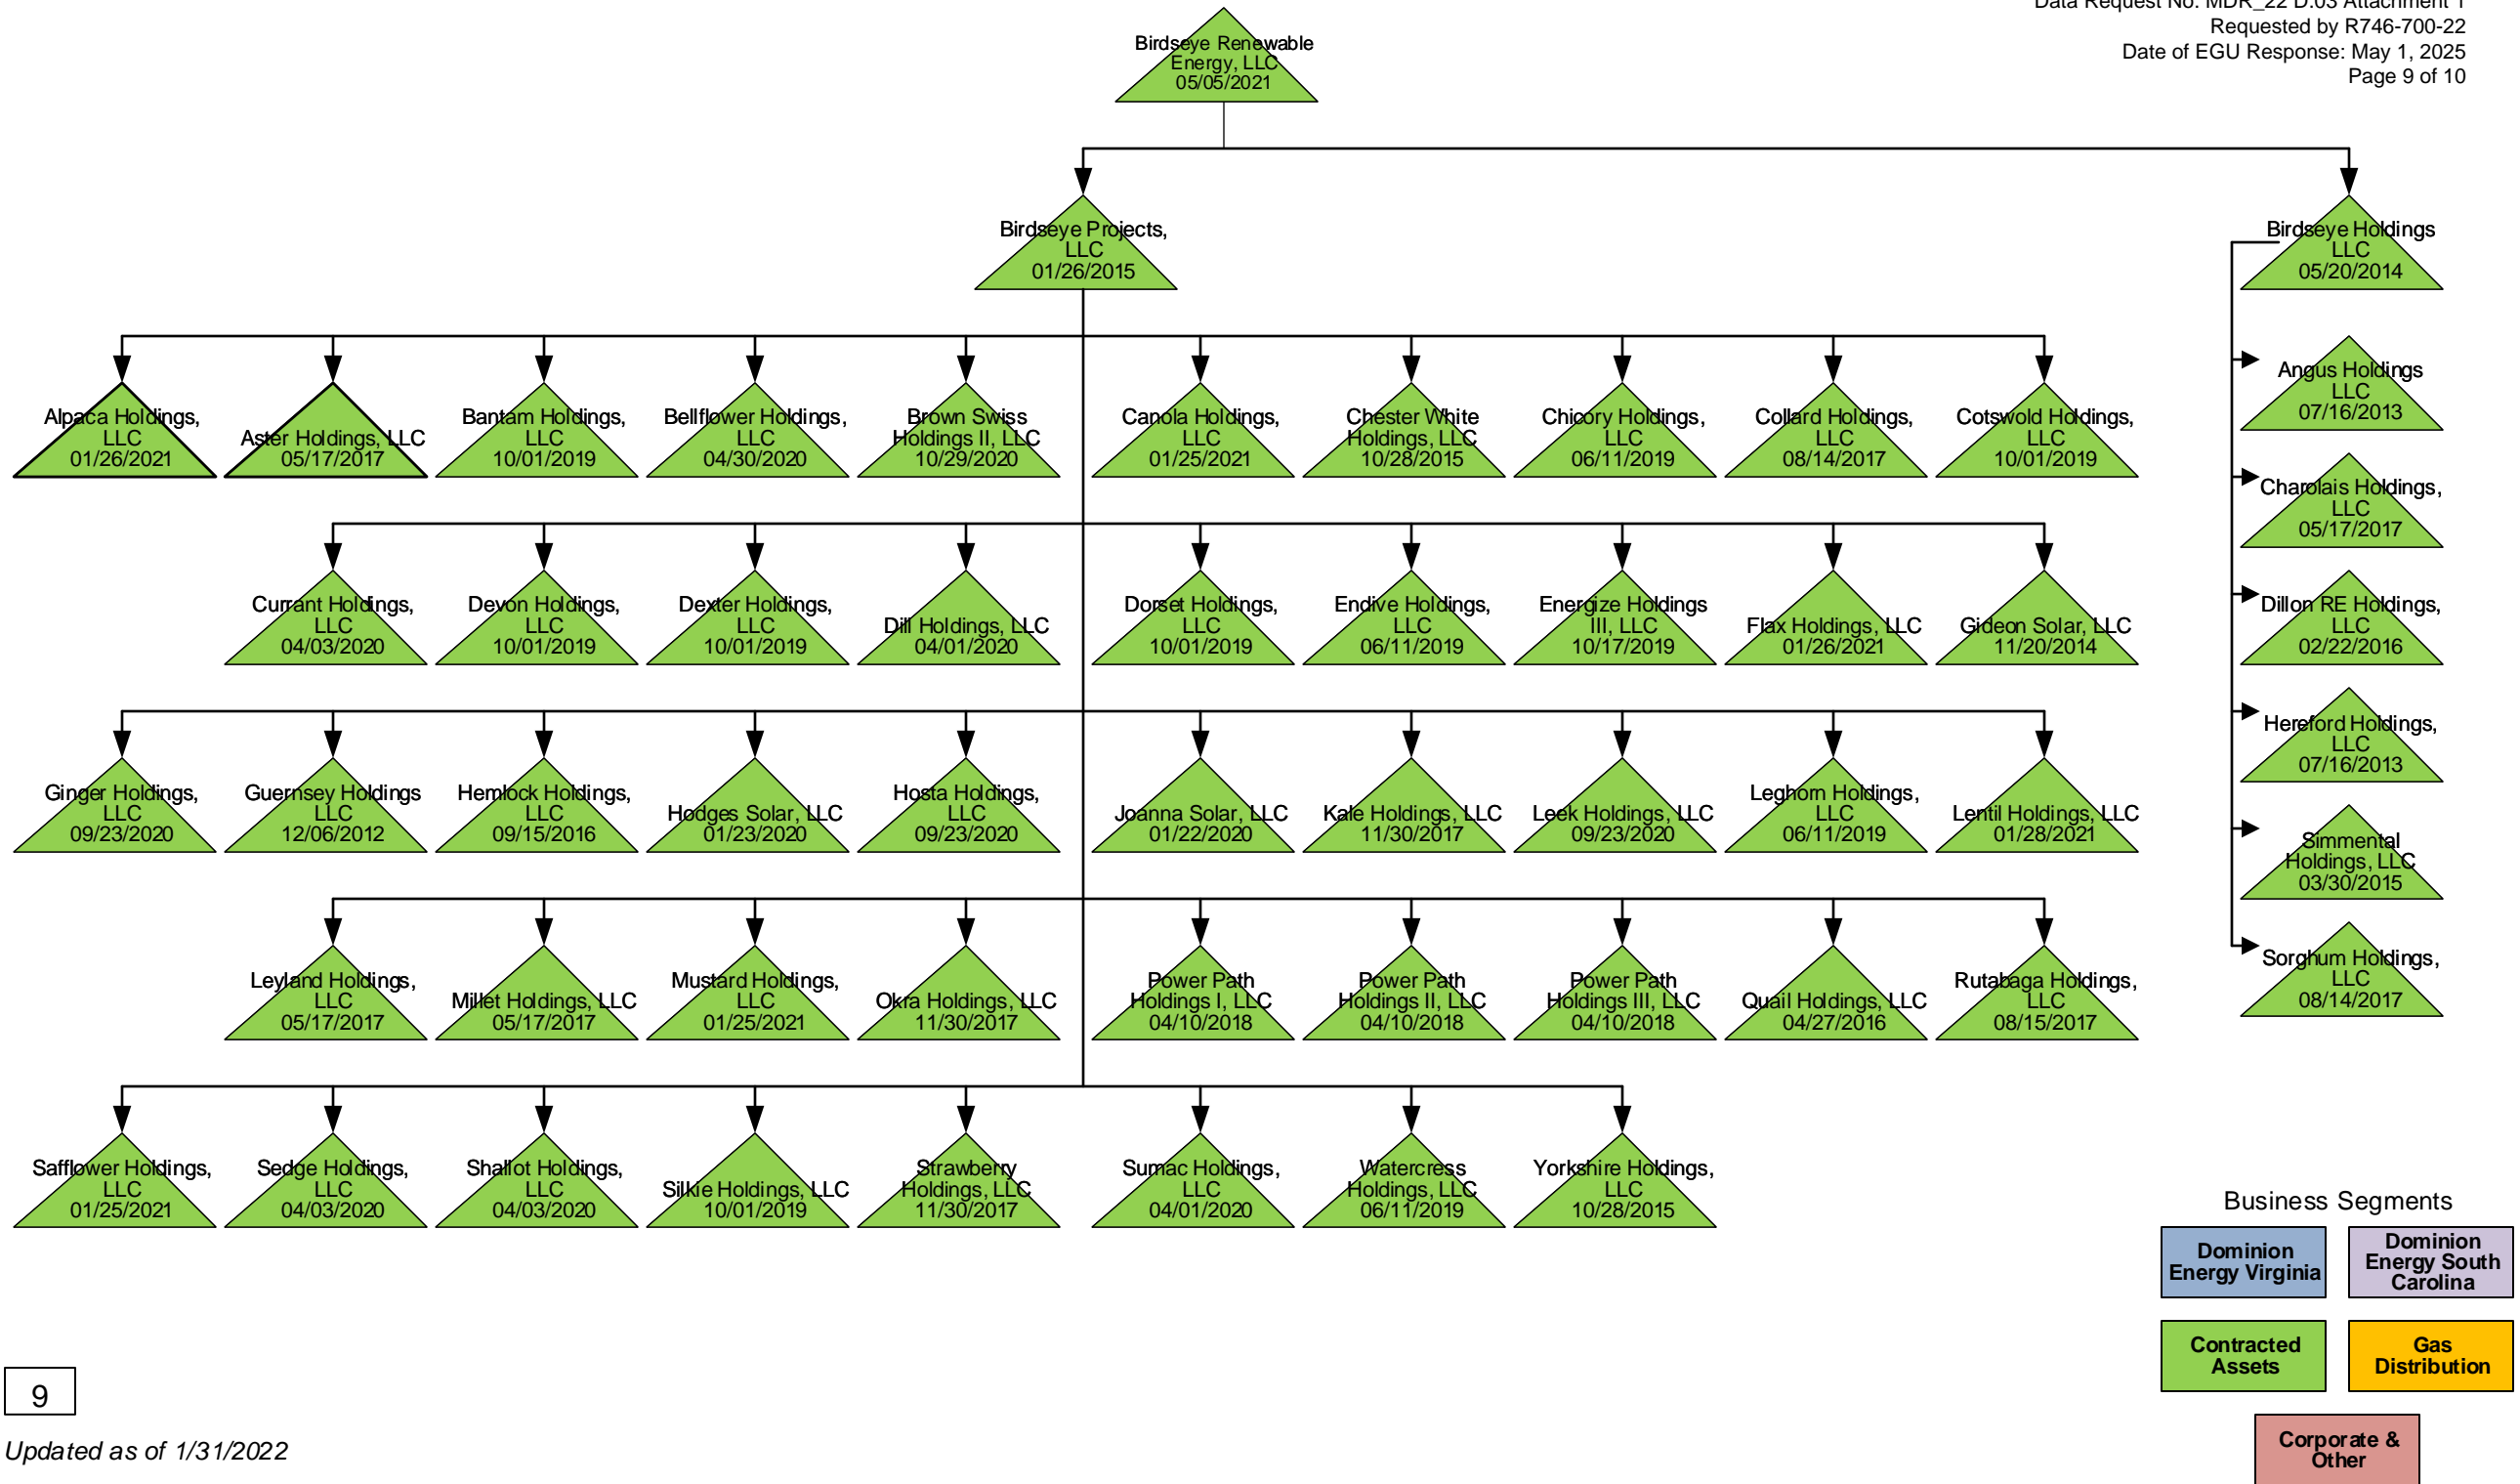 Data Request No. MDR_22 D.03 Attachment 1
Requested by R746-700-22
Date of EGU Response: May 1, 2025
Page 9 of 10
Birdseye Renewable
Energy, LLC
05/05/2021
Birdseye Projects,
LLC
01/26/2015
Birdseye Holdings
LLC
05/20/2014
Alpaca Holdings,
LLC
01/26/2021
Aster Holdings, LLC
05/17/2017
Bantam Holdings,
LLC
10/01/2019
Bellflower Holdings,
LLC
04/30/2020
Brown Swiss
Holdings II, LLC
10/29/2020
Canola Holdings,
LLC
01/25/2021
Chester White
Holdings, LLC
10/28/2015
Chicory Holdings,
LLC
06/11/2019
Collard Holdings,
LLC
08/14/2017
Cotswold Holdings,
LLC
10/01/2019
Currant Holdings,
LLC
04/03/2020
Devon Holdings,
LLC
10/01/2019
Dexter Holdings,
LLC
10/01/2019
Dill Holdings, LLC
04/01/2020
Dorset Holdings,
LLC
10/01/2019
Endive Holdings,
LLC
06/11/2019
Energize Holdings
III, LLC
10/17/2019
Flax Holdings, LLC
01/26/2021
Gideon Solar, LLC
11/20/2014
Ginger Holdings,
LLC
09/23/2020
Guernsey Holdings
LLC
12/06/2012
Hemlock Holdings,
LLC
09/15/2016
Hodges Solar, LLC
01/23/2020
Hosta Holdings,
LLC
09/23/2020
Joanna Solar, LLC
01/22/2020
Kale Holdings, LLC
11/30/2017
Leek Holdings, LLC
09/23/2020
Leghorn Holdings,
LLC
06/11/2019
Lentil Holdings, LLC
01/28/2021
Leyland Holdings,
LLC
05/17/2017
Millet Holdings, LLC
05/17/2017
Mustard Holdings,
LLC
01/25/2021
Okra Holdings, LLC
11/30/2017
Power Path
Holdings I, LLC
04/10/2018
Power Path
Holdings II, LLC
04/10/2018
Power Path
Holdings III, LLC
04/10/2018
Quail Holdings, LLC
04/27/2016
Rutabaga Holdings,
LLC
08/15/2017
Safflower Holdings,
LLC
01/25/2021
Sedge Holdings,
LLC
04/03/2020
Shallot Holdings,
LLC
04/03/2020
Silkie Holdings, LLC
10/01/2019
Strawberry
Holdings, LLC
11/30/2017
Sumac Holdings,
LLC
04/01/2020
Watercress
Holdings, LLC
06/11/2019
Yorkshire Holdings,
LLC
10/28/2015
Angus Holdings
LLC
07/16/2013
Charolais Holdings,
LLC
05/17/2017
Dillon RE Holdings,
LLC
02/22/2016
Hereford Holdings,
LLC
07/16/2013
Simmental
Holdings, LLC
03/30/2015
Sorghum Holdings,
LLC
08/14/2017
Business Segments
Dominion
Energy Virginia
Dominion
Energy South
Carolina
Contracted
Assets
Gas
Distribution
Corporate &
Other
9
Updated as of 1/31/2022